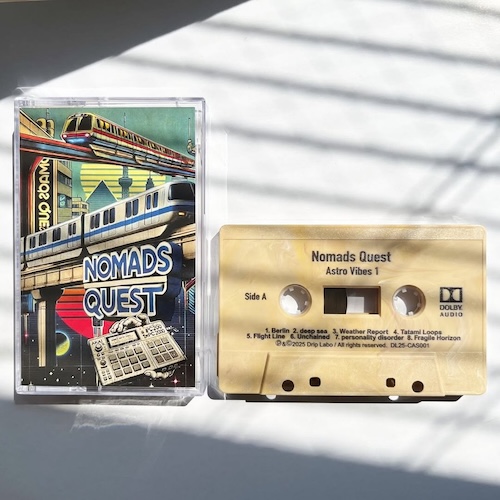 NOMADS QUEST
NOMADS
QUEST
Nomads Quest
Astro Vibes 1
Side A
DOLBY
AUDIO
1. Berlin 2. deep sea 3. Weather Report 4. Tatami Loops
5. Flight Line 6. Unchained 7. personality disorder 8. Fragile Horizon
℗&©2025 Drip Labo / All rights reserved. DL25-CAS001